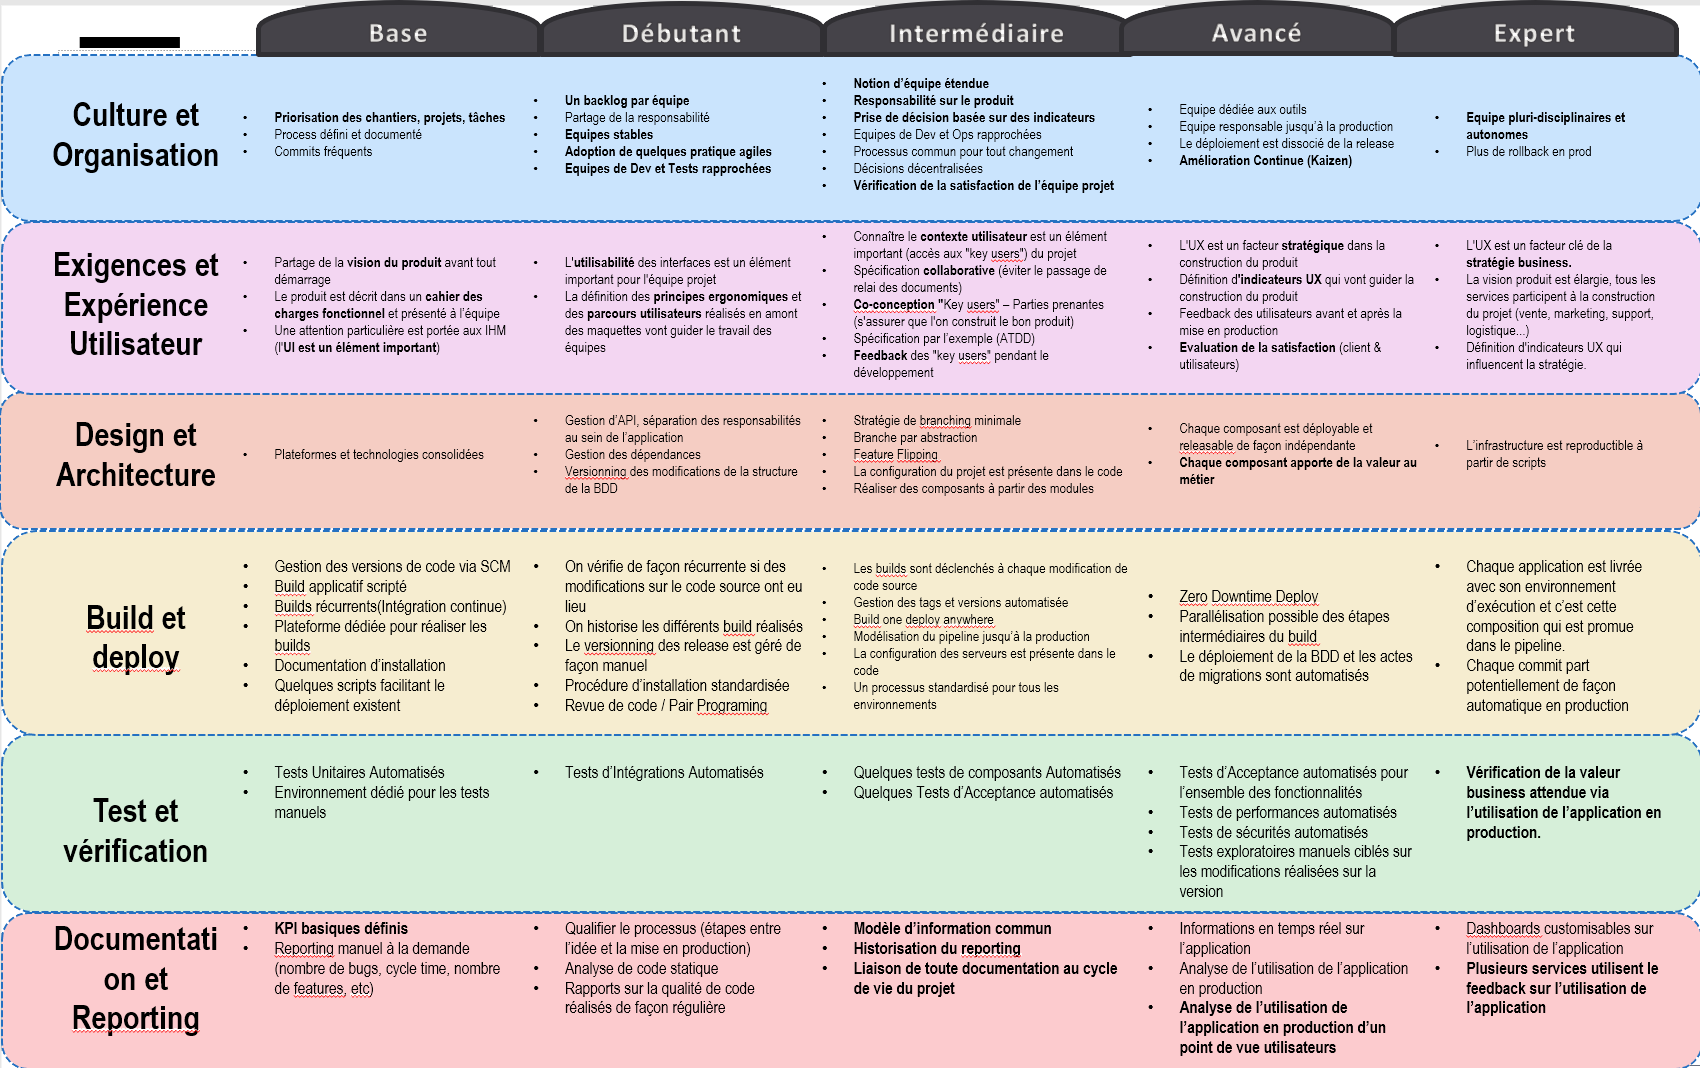 Base
Débutant
Intermédiaire
Avancé
Expert
Culture et
Organisation
• Priorisation des chantiers, projets, tâches
• Process défini et documenté
• Commits fréquents
• Un backlog par équipe
• Partage de la responsabilité
• Equipes stables
• Adoption de quelques pratique agiles
• Equipes de Dev et Tests rapprochées
• Notion d'équipe étendue
• Responsabilité sur le produit
• Prise de décision basée sur des indicateurs
• Equipes de Dev et Ops rapprochées
• Processus commun pour tout changement
• Décisions décentralisées
• Vérification de la satisfaction de l'équipe projet
• Equipe dédiée aux outils
• Equipe responsable jusqu'à la production
• Le déploiement est dissocié de la release
• Amélioration Continue (Kaizen)
• Equipe pluri-disciplinaires et
autonomes
• Plus de rollback en prod
Exigences et
Expérience
Utilisateur
• Partage de la vision du produit avant tout
démarrage
• Le produit est décrit dans un cahier des
charges fonctionnel et présenté à l'équipe
• Une attention particulière est portée aux IHM
(l'UI est un élément important)
• L'utilisabilité des interfaces est un élément
important pour l'équipe projet
• La définition des principes ergonomiques et
des parcours utilisateurs réalisés en amont
des maquettes vont guider le travail des
équipes
• Connaître le contexte utilisateur est un élément
important (accès aux "key users") du projet
• Spécification collaborative (éviter le passage de
relai des documents)
• Co-conception "Key users" – Parties prenantes
(s'assurer que l'on construit le bon produit)
• Spécification par l'exemple (ATDD)
• Feedback des "key users" pendant le
développement
• L'UX est un facteur stratégique dans la
construction du produit
• Définition d'indicateurs UX qui vont guider la
construction du produit
• Feedback des utilisateurs avant et après la
mise en production
• Evaluation de la satisfaction (client &
utilisateurs)
• L'UX est un facteur clé de la
stratégie business.
• La vision produit est élargie, tous les
services participent à la construction
du projet (vente, marketing, support,
logistique...)
• Définition d'indicateurs UX qui
influencent la stratégie.
Design et
Architecture
• Plateformes et technologies consolidées
• Gestion d'API, séparation des responsabilités
au sein de l'application
• Gestion des dépendances
• Versionning des modifications de la structure
de la BDD
• Stratégie de branching minimale
• Branche par abstraction
• Feature Flipping
• La configuration du projet est présente dans le code
• Réaliser des composants à partir des modules
• Chaque composant est déployable et
releasable de façon indépendante
• Chaque composant apporte de la valeur au
métier
• L'infrastructure est reproductible à
partir de scripts
Build et
deploy
• Gestion des versions de code via SCM
• Build applicatif scripté
• Builds récurrents(Intégration continue)
• Plateforme dédiée pour réaliser les
builds
• Documentation d'installation
• Quelques scripts facilitant le
déploiement existent
• On vérifie de façon récurrente si des
modifications sur le code source ont eu
lieu
• On historise les différents build réalisés
• Le versionning des release est géré de
façon manuel
• Procédure d'installation standardisée
• Revue de code / Pair Programing
• Les builds sont déclenchés à chaque modification de
code source
• Gestion des tags et versions automatisée
• Build one deploy anywhere
• Modélisation du pipeline jusqu'à la production
• La configuration des serveurs est présente dans le
code
• Un processus standardisé pour tous les
environnements
• Zero Downtime Deploy
• Parallélisation possible des étapes
intermédiaires du build
• Le déploiement de la BDD et les actes
de migrations sont automatisés
• Chaque application est livrée
avec son environnement
d'exécution et c'est cette
composition qui est promue
dans le pipeline.
• Chaque commit part
potentiellement de façon
automatique en production
Test et
vérification
• Tests Unitaires Automatisés
• Environnement dédié pour les tests
manuels
• Tests d'Intégrations Automatisés
• Quelques tests de composants Automatisés
• Quelques Tests d'Acceptance automatisés
• Tests d'Acceptance automatisés pour
l'ensemble des fonctionnalités
• Tests de performances automatisés
• Tests de sécurités automatisés
• Tests exploratoires manuels ciblés sur
les modifications réalisées sur la
version
• Vérification de la valeur
business attendue via
l'utilisation de l'application en
production.
Documentati
on et
Reporting
• KPI basiques définis
• Reporting manuel à la demande
(nombre de bugs, cycle time, nombre
de features, etc)
• Qualifier le processus (étapes entre
l'idée et la mise en production)
• Analyse de code statique
• Rapports sur la qualité de code
réalisés de façon régulière
• Modèle d'information commun
• Historisation du reporting
• Liaison de toute documentation au cycle
de vie du projet
• Informations en temps réel sur
l'application
• Analyse de l'utilisation de l'application
en production
• Analyse de l'utilisation de
l'application en production d'un
point de vue utilisateurs
• Dashboards customisables sur
l'utilisation de l'application
• Plusieurs services utilisent le
feedback sur l'utilisation de
l'application